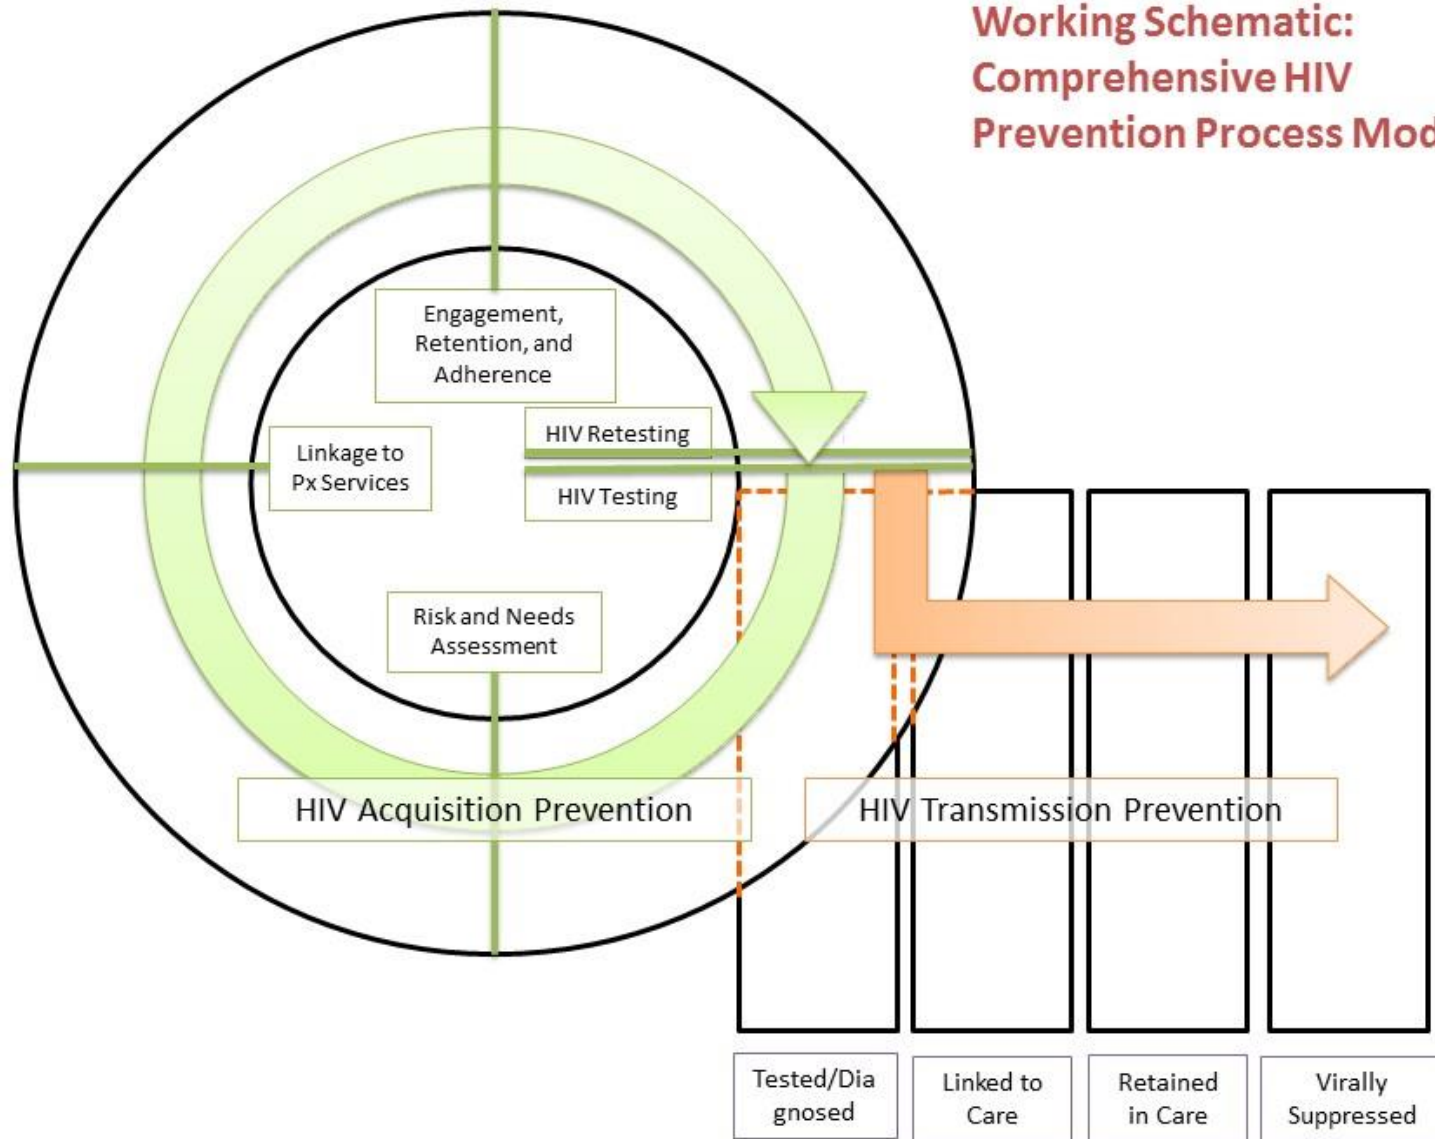 Working Schematic:
Comprehensive HIV
Prevention Process Mod
Engagement,
Retention, and
Adherence
HIV Retesting
Linkage to
Px Services
HIV Testing
Risk and Needs
Assessment
HIV Acquisition Prevention
HIV Transmission Prevention
Tested/Dia
gnosed
Linked to
Care
Retained
in Care
Virally
Suppressed